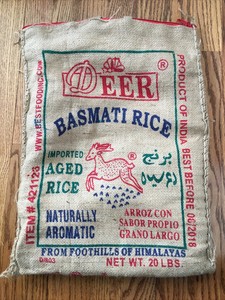 DEER ®
BASMATI RICE
IMPORTED
AGED
RICE
®
برنج
NATURALLY
AROMATIC
ARROZ CON
SABOR PROPIO
GRANO LARGO
FROM FOOTHILLS OF HIMALAYAS
NET WT. 20 LBS.
ITEM # 421123
WWW.BESTFOODINC.COM
PRODUCT OF INDIA
BEST BEFORE 06/2018